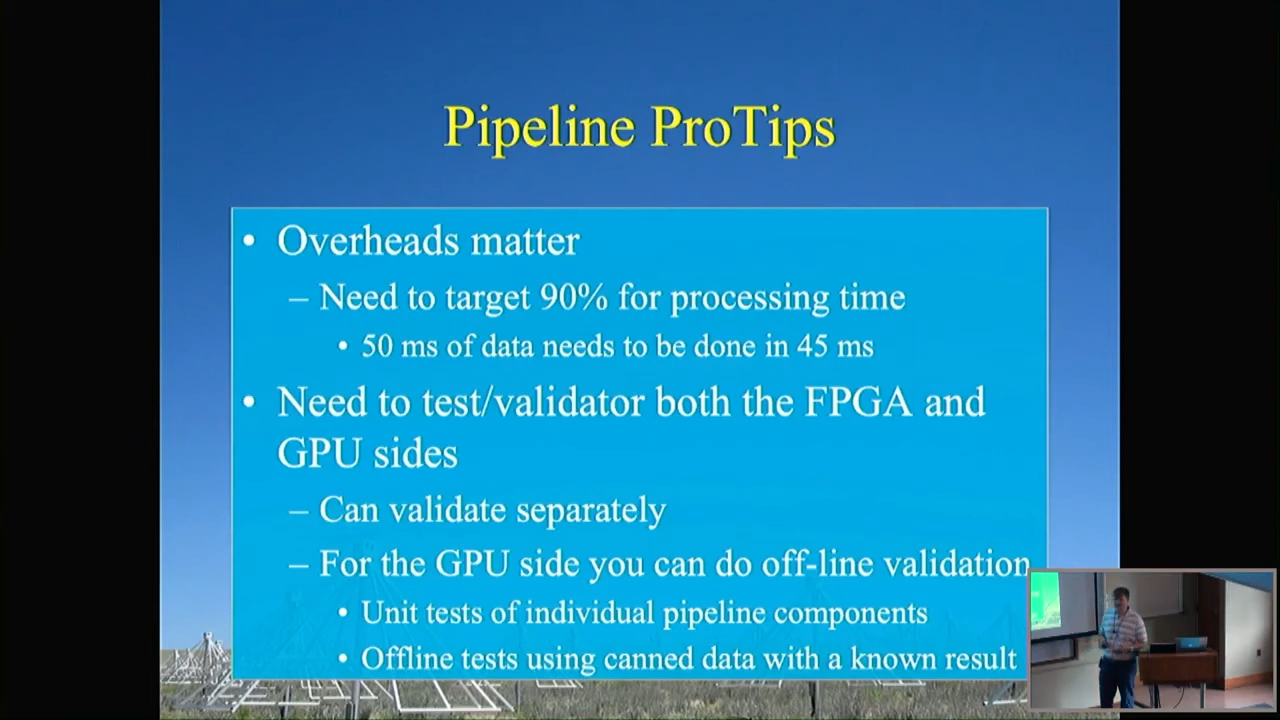 Pipeline ProTips
• Overheads matter
– Need to target 90% for processing time
• 50 ms of data needs to be done in 45 ms
• Need to test/validator both the FPGA and
GPU sides
– Can validate separately
– For the GPU side you can do off-line validation
• Unit tests of individual pipeline components
• Offline tests using canned data with a known result